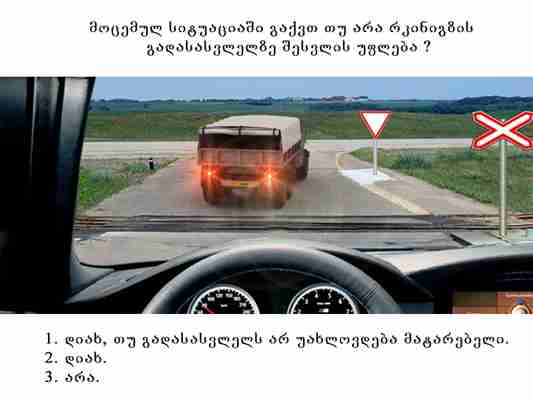 მოცემულ სიტუაციაში გაქვთ თუ არა რკინიგზის
გადასასვლელზე შესვლის უფლება ?
1. დიახ, თუ გადასასვლელს არ უახლოვდება მატარებელი.
2. დიახ.
3. არა.